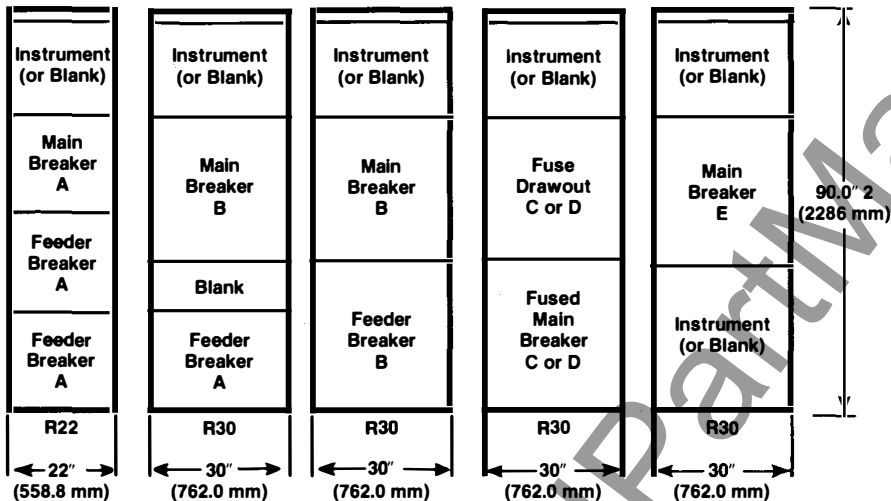 Instrument
(or Blank)
Main
Breaker
A
Feeder
Breaker
A
Feeder
Breaker
A
R22
22"
(558.8 mm)
Instrument
(or Blank)
Main
Breaker
B
Blank
Feeder
Breaker
A
R30
30"
(762.0 mm)
Instrument
(or Blank)
Main
Breaker
B
Feeder
Breaker
B
R30
30"
(762.0 mm)
Instrument
(or Blank)
Fuse
Drawout
C or D
Fused
Main
Breaker
C or D
R30
30"
(762.0 mm)
Instrument
(or Blank)
Main
Breaker
E
Instrument
(or Blank)
R30
30"
(762.0 mm)
90.0" 2
(2286 mm)